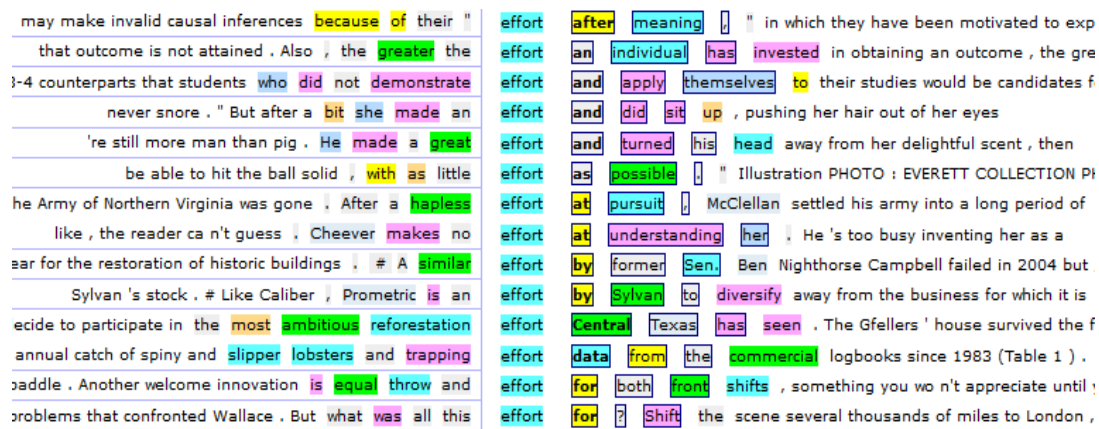 may make invalid causal inferences because of their " effort after meaning , " in which they have been motivated to exp
that outcome is not attained . Also , the greater the effort an individual has invested in obtaining an outcome , the gre
3-4 counterparts that students who did not demonstrate effort and apply themselves to their studies would be candidates f
never snore . " But after a bit she made an effort and did sit up , pushing her hair out of her eyes
're still more man than pig . He made a great effort and turned his head away from her delightful scent , then
be able to hit the ball solid , with as little effort as possible . " Illustration PHOTO : EVERETT COLLECTION PH
he Army of Northern Virginia was gone . After a hapless effort at pursuit , McClellan settled his army into a long period of
like , the reader ca n't guess . Cheever makes no effort at understanding her . He 's too busy inventing her as a
ear for the restoration of historic buildings . # A similar effort by former Sen. Ben Nighthorse Campbell failed in 2004 but
Sylvan 's stock . # Like Caliber , Prometric is an effort by Sylvan to diversify away from the business for which it is
ecide to participate in the most ambitious reforestation effort Central Texas has seen . The Gfellers ' house survived the f
annual catch of spiny and slipper lobsters and trapping effort data from the commercial logbooks since 1983 (Table 1 ) .
paddle . Another welcome innovation is equal throw and effort for both front shifts , something you wo n't appreciate until y
problems that confronted Wallace . But what was all this effort for ? Shift the scene several thousands of miles to London ,